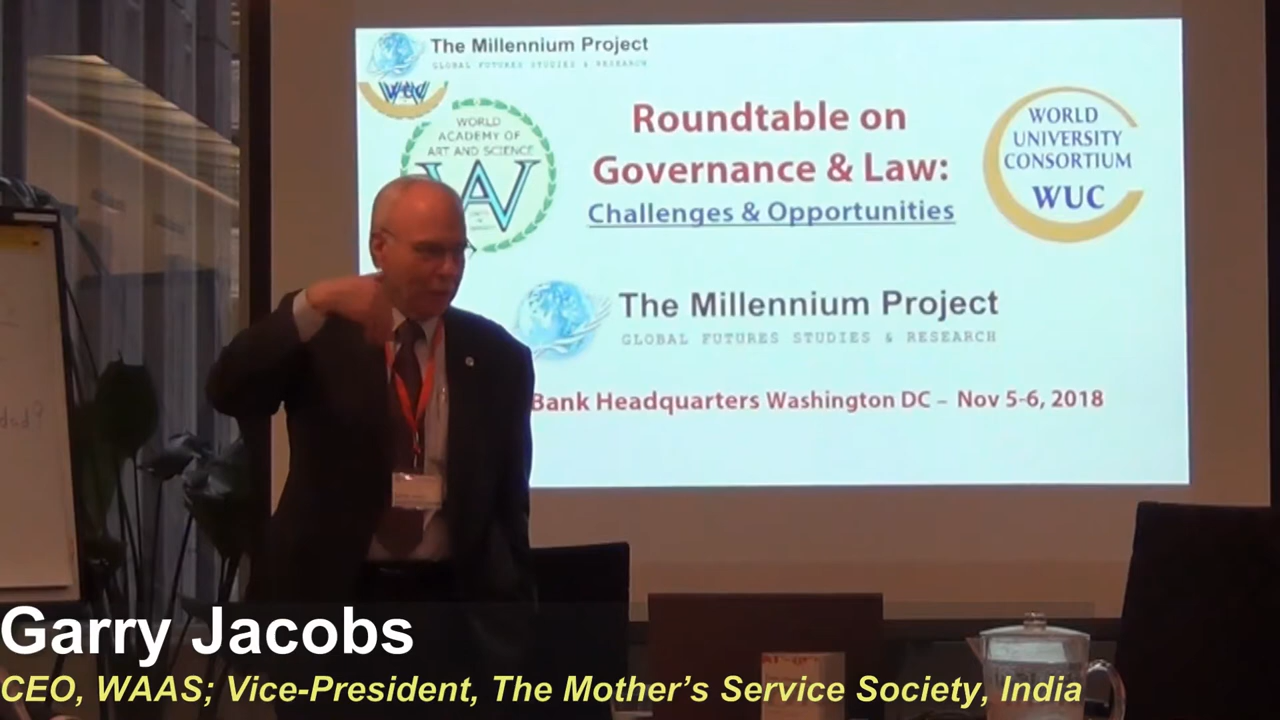 The Millennium Project
GLOBAL FUTURES STUDIES & RESEARCH
WUC
WORLD
ACADEMY OF
ART AND SCIENCE
Roundtable on
Governance & Law:
Challenges & Opportunities
WORLD
UNIVERSITY
CONSORTIUM
WUC
The Millennium Project
GLOBAL FUTURES STUDIES & RESEARCH
Bank Headquarters Washington DC – Nov 5-6, 2018
Garry Jacobs
CEO, WAAS; Vice-President, The Mother's Service Society, India